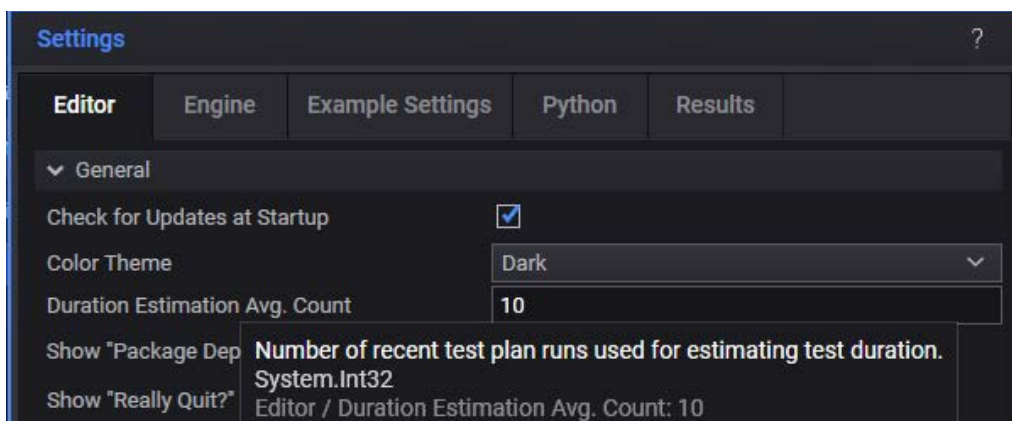 Settings ?
Editor Engine Example Settings Python Results
General
Check for Updates at Startup
Color Theme Dark
Duration Estimation Avg. Count 10
Show "Package Dep
Number of recent test plan runs used for estimating test duration.
System.Int32
Show "Really Quit?"
Editor / Duration Estimation Avg. Count: 10